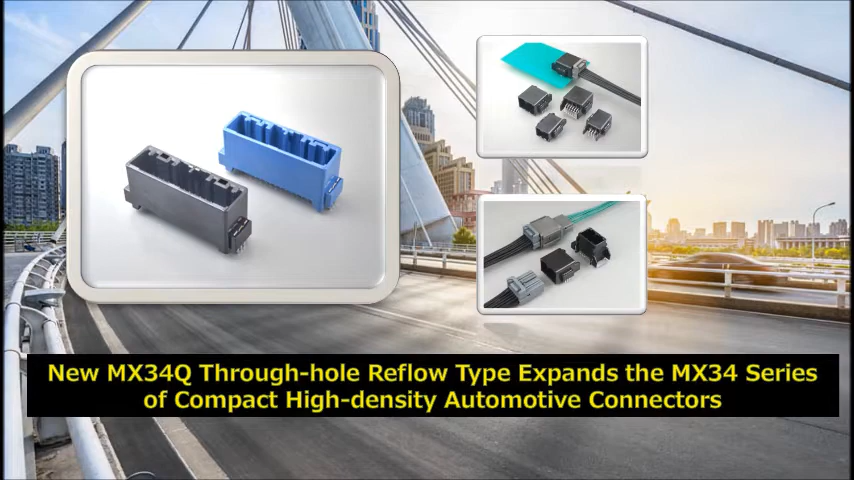 New MX34Q Through-hole Reflow Type Expands the MX34 Series
of Compact High-density Automotive Connectors